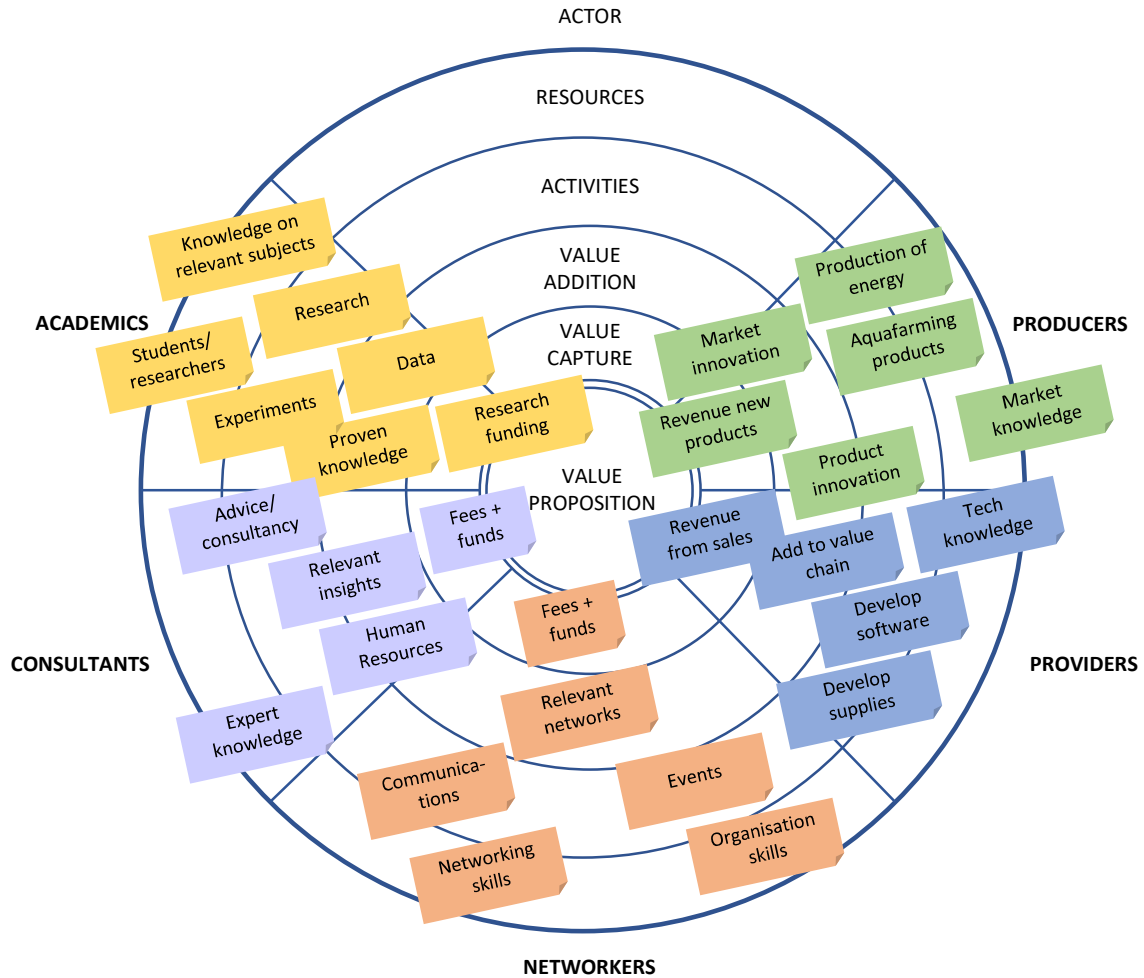 ACTOR
RESOURCES
ACTIVITIES
VALUE
ADDITION
VALUE
CAPTURE
VALUE
PROPOSITION
ACADEMICS
Knowledge on
relevant subjects
Research
Students/
researchers
Data
Experiments
Proven
knowledge
Research
funding
PRODUCERS
Production of
energy
Market
innovation
Aquafarming
products
Market
knowledge
Revenue new
products
Product
innovation
CONSULTANTS
Advice/
consultancy
Fees +
funds
Relevant
insights
Human
Resources
Expert
knowledge
PROVIDERS
Revenue
from sales
Add to value
chain
Tech
knowledge
Develop
software
Develop
supplies
Fees +
funds
Relevant
networks
Communica-
tions
Events
Networking
skills
Organisation
skills
NETWORKERS